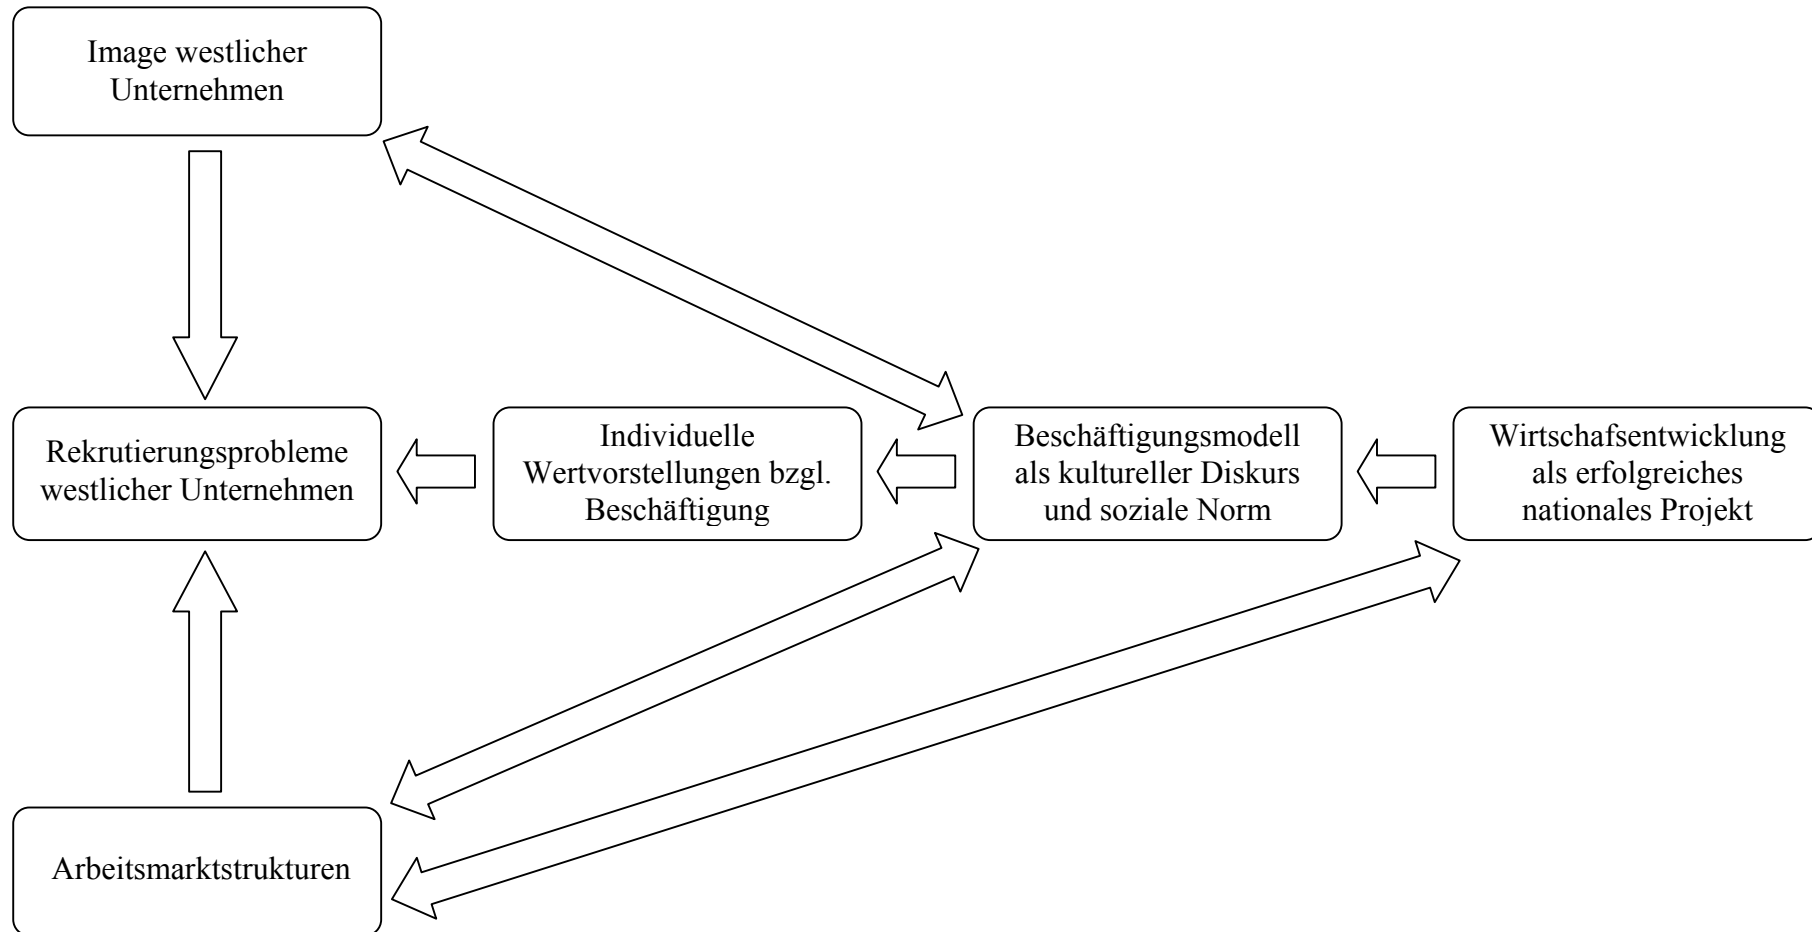 Image westlicher
Unternehmen
Rekrutierungsprobleme
westlicher Unternehmen
Individuelle
Wertvorstellungen bzgl.
Beschäftigung
Beschäftigungsmodell
als kultureller Diskurs
und soziale Norm
Wirtschafsentwicklung
als erfolgreiches
nationales Projekt
Arbeitsmarktstrukturen